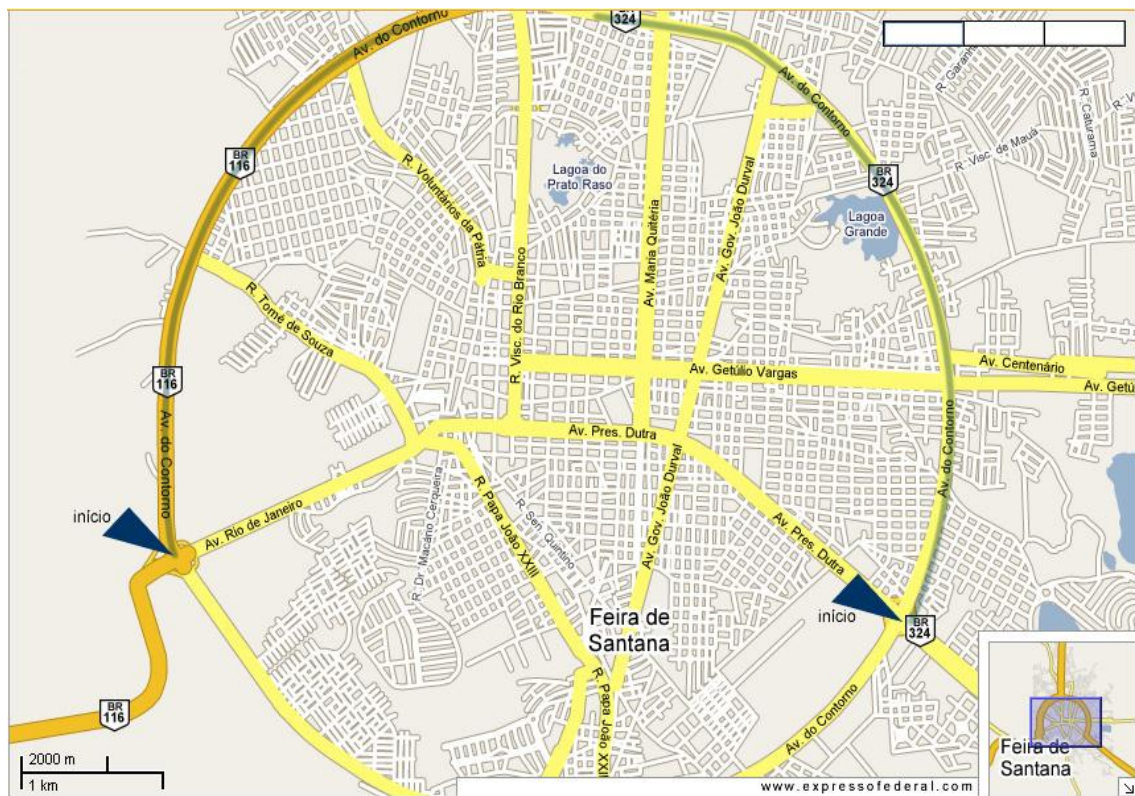 BR
324
Av. do Contorno
Av. do Contorno
R. Garanh
R. Caturama
R. V
BR
116
R. Visc. de Mauá
BR
324
R. Voluntários da Pátria
Lagoa do
Prato Raso
Av. Maria Quitéria
Av. Gov. João Durval
Lagoa
Grande
R. Tomé de Souza
R. Visc. do Rio Branco
BR
116
Av. Getúlio Vargas
Av. Centenário
Av. Getú
Av. do Contorno
Av. Pres. Dutra
Av. do Contorno
início
Av. Rio de Janeiro
R. Dr. Macário Cerqueira
R. Papa João XXIII
R. Sen. Quintino
Av. Gov. João Durval
Av. Pres. Dutra
Feira de
Santana
início
BR
324
BR
116
R. Papa João XXIII
Av. do Contorno
Feira de
Santana
2000 m
1 km
www.expressofederal.com